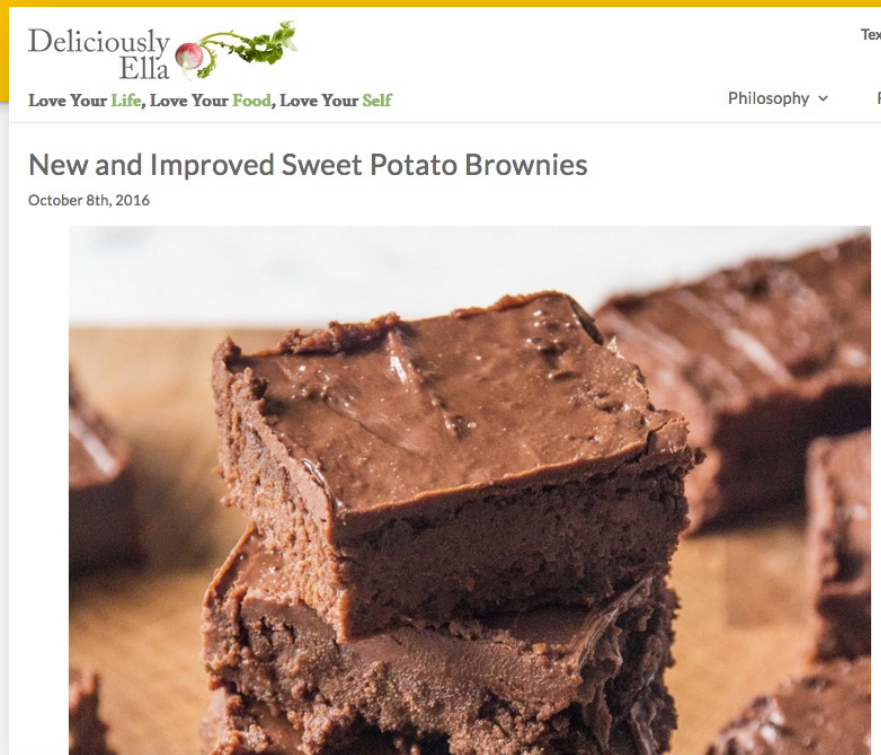 Deliciously
Ella
Tex
Love Your Life, Love Your Food, Love Your Self
Philosophy
New and Improved Sweet Potato Brownies
October 8th, 2016